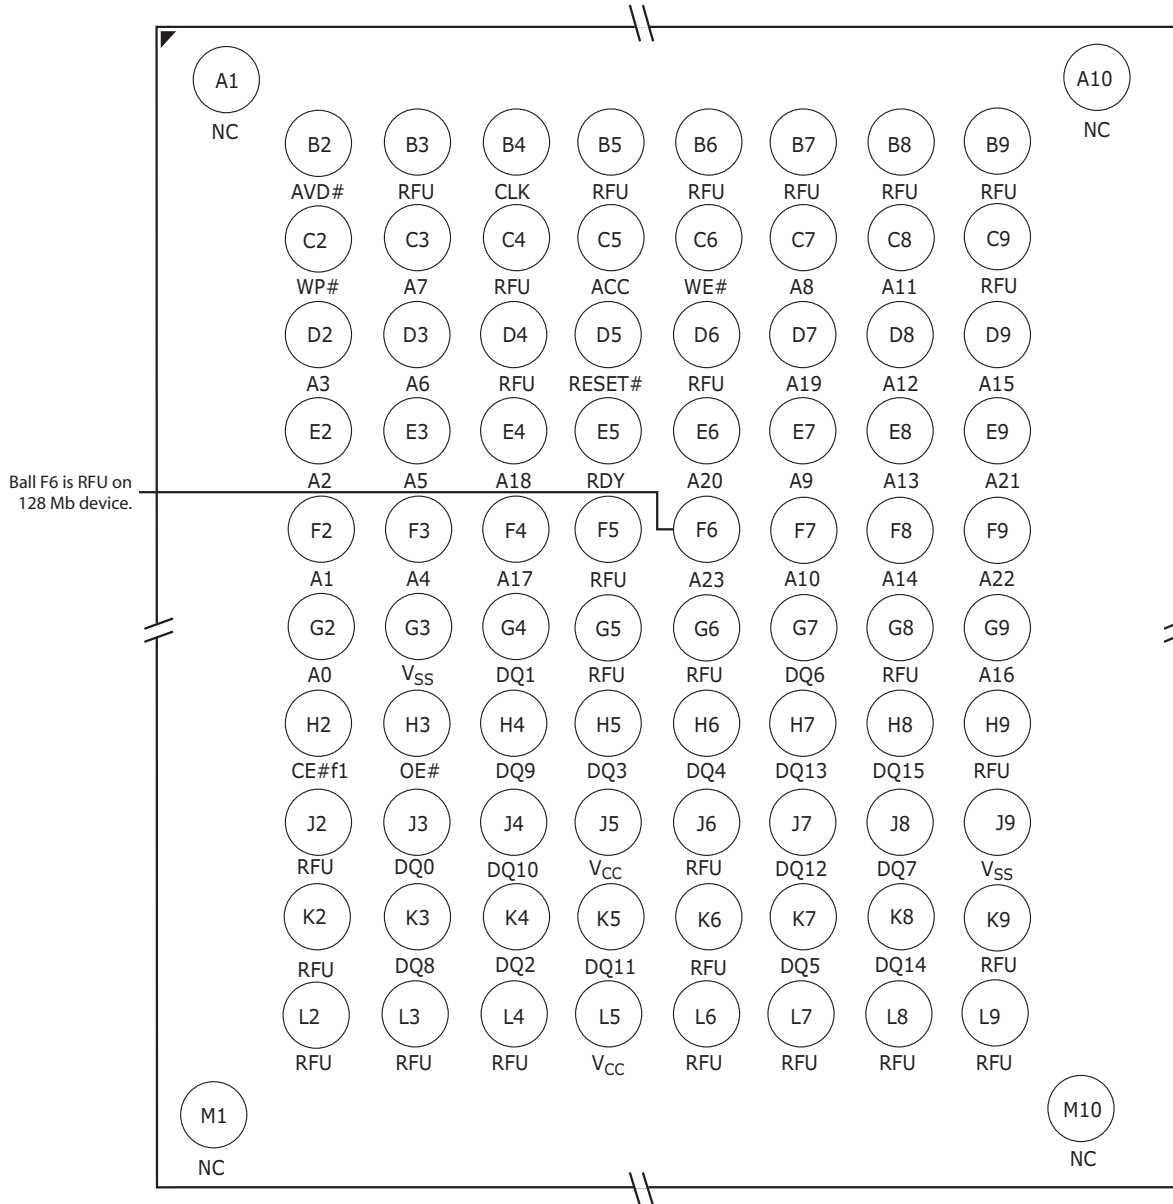 A1 A10
NC NC
B2 B3 B4 B5 B6 B7 B8 B9
AVD# RFU CLK RFU RFU RFU RFU RFU
C2 C3 C4 C5 C6 C7 C8 C9
WP# A7 RFU ACC WE# A8 A11 RFU
D2 D3 D4 D5 D6 D7 D8 D9
A3 A6 RFU RESET# RFU A19 A12 A15
E2 E3 E4 E5 E6 E7 E8 E9
A2 A5 A18 RDY A20 A9 A13 A21
Ball F6 is RFU on
128 Mb device.
F2 F3 F4 F5 F6 F7 F8 F9
A1 A4 A17 RFU A23 A10 A14 A22
G2 G3 G4 G5 G6 G7 G8 G9
A0 VSS DQ1 RFU RFU DQ6 RFU A16
H2 H3 H4 H5 H6 H7 H8 H9
CE#f1 OE# DQ9 DQ3 DQ4 DQ13 DQ15 RFU
J2 J3 J4 J5 J6 J7 J8 J9
RFU DQ0 DQ10 VCC RFU DQ12 DQ7 VSS
K2 K3 K4 K5 K6 K7 K8 K9
RFU DQ8 DQ2 DQ11 RFU DQ5 DQ14 RFU
L2 L3 L4 L5 L6 L7 L8 L9
RFU RFU RFU VCC RFU RFU RFU RFU
M1 M10
NC NC